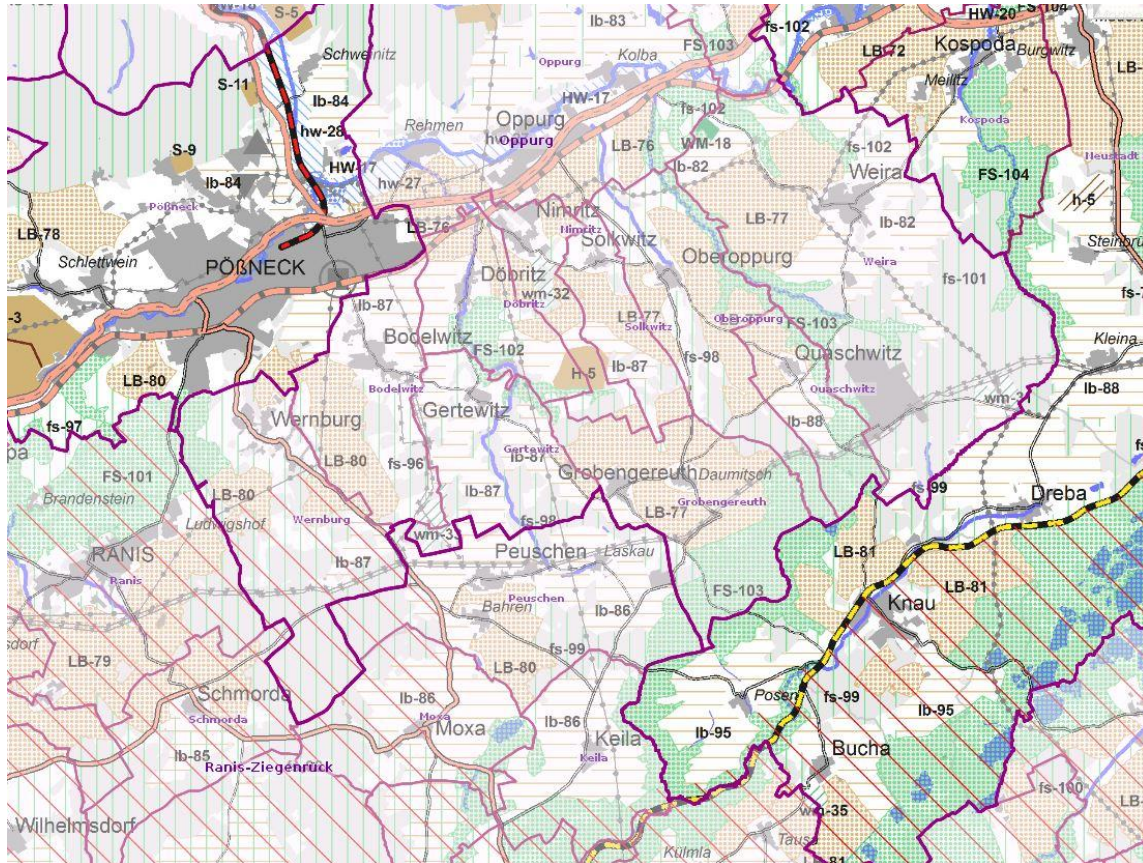 HW-18
S-5
lb-83
FS-103
fs-102
HW-20
FS-104
LB-72
Kospoda
Burgwitz
Schweinitz
Kolba
Oppurg
Meilitz
LB-
S-11
lb-84
HW-17
fs-102
Rehmen
Oppurg
Kospoda
hw-28
Oppurg
LB-76
WM-18
fs-102
S-9
HW-17
lb-82
Weira
FS-104
Neustadt
lb-84
hw-27
h-5
Pößneck
Nimritz
LB-77
lb-82
LB-76
Nimritz
Solkwitz
LB-78
Steinbrü
Schlettwein
PÖßNECK
Oberoppurg
Weira
Döbritz
fs-101
lb-87
wm-32
-3
Döbritz
LB-77
Solkwitz
Oberoppurg
FS-103
Bodelwitz
Kleina
FS-102
fs-98
Quaschwitz
LB-80
Bodelwitz
H-5
lb-87
Quaschwitz
lb-88
wm-3
Wernburg
Gertewitz
lb-88
fs-97
Gertewitz
lb-87
FS-101
LB-80
fs-96
Grobengereuth
Daumitsch
Brandenstein
lb-87
fs-99
LB-80
Grobengereuth
Dreba
Ludwigshof
Wernburg
LB-77
fs-98
wm-33
RANIS
lb-87
Peuschen
Laskau
LB-81
Ranis
FS-103
LB-81
Bahren
Peuschen
lb-86
Knau
LB-79
fs-99
LB-80
Schmorda
lb-86
Posen
fs-99
Schmorda
Moxa
lb-86
lb-95
lb-95
Moxa
Keila
Bucha
lb-85
Keila
Ranis-Ziegenrück
fs-100
wm-35
Wilhelmsdorf
Külmla
LB-81